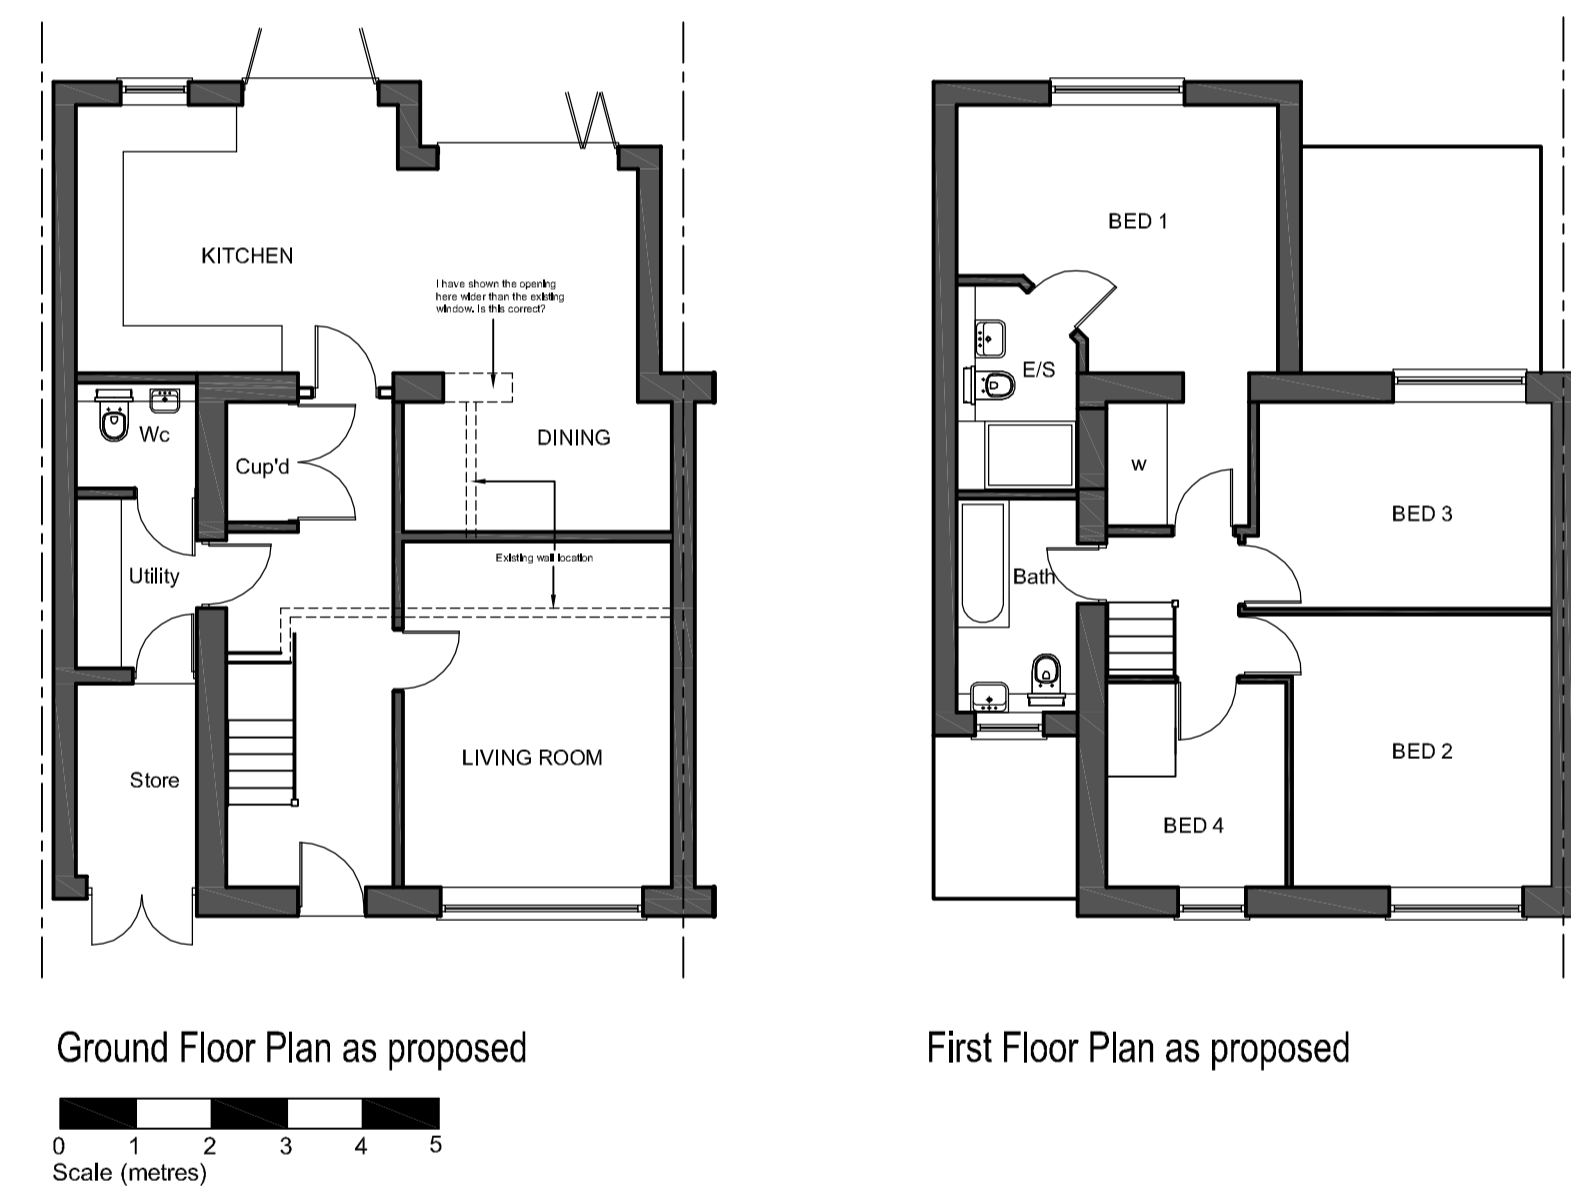 KITCHEN
I have shown the opening
here wider than the existing
window. Is this correct?
Wc
Cup'd
DINING
Existing wall location
Utility
Store
LIVING ROOM
BED 1
E/S
w
BED 3
Bath
BED 2
BED 4
Ground Floor Plan as proposed
First Floor Plan as proposed
0 1 2 3 4 5
Scale (metres)